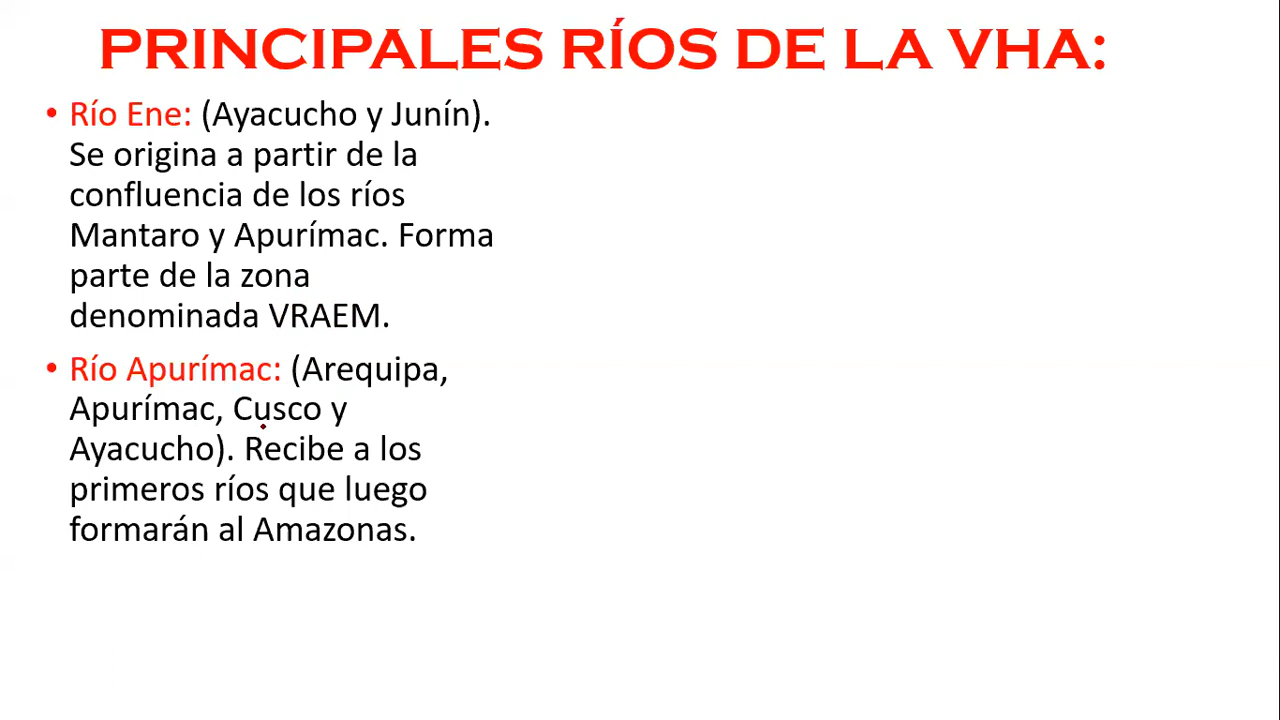 PRINCIPALES RÍOS DE LA VHA:
• Río Ene: (Ayacucho y Junín).
Se origina a partir de la
confluencia de los ríos
Mantaro y Apurímac. Forma
parte de la zona
denominada VRAEM.
• Río Apurímac: (Arequipa,
Apurímac, Cusco y
Ayacucho). Recibe a los
primeros ríos que luego
formarán al Amazonas.